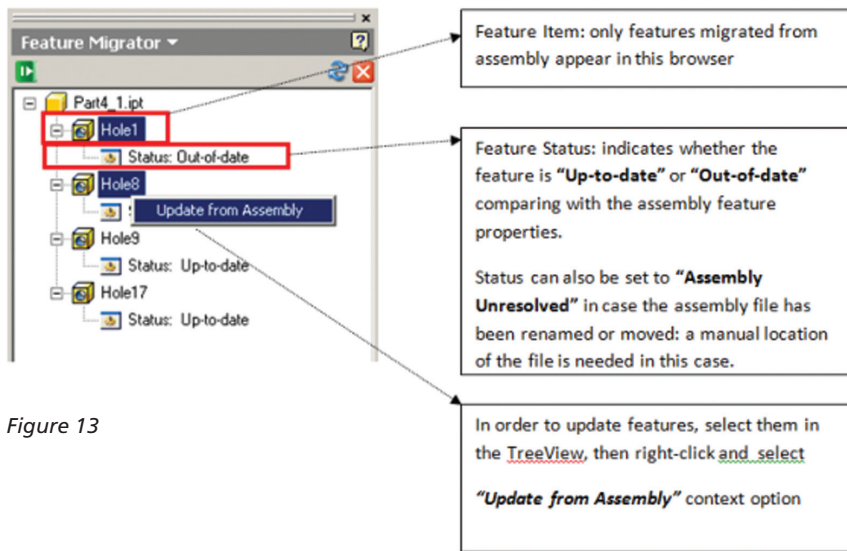 Feature Migrator
Part4_1.ipt
Hole1
Status: Out-of-date
Hole8
S
Update from Assembly
Hole9
Status: Up-to-date
Hole17
Status: Up-to-date
Figure 13
Feature Item: only features migrated from
assembly appear in this browser
Feature Status: indicates whether the
feature is “Up-to-date” or “Out-of-date”
comparing with the assembly feature
properties.
Status can also be set to “Assembly
Unresolved” in case the assembly file has
been renamed or moved: a manual location
of the file is needed in this case.
In order to update features, select them in
the TreeView, then right-click and select
“Update from Assembly” context option